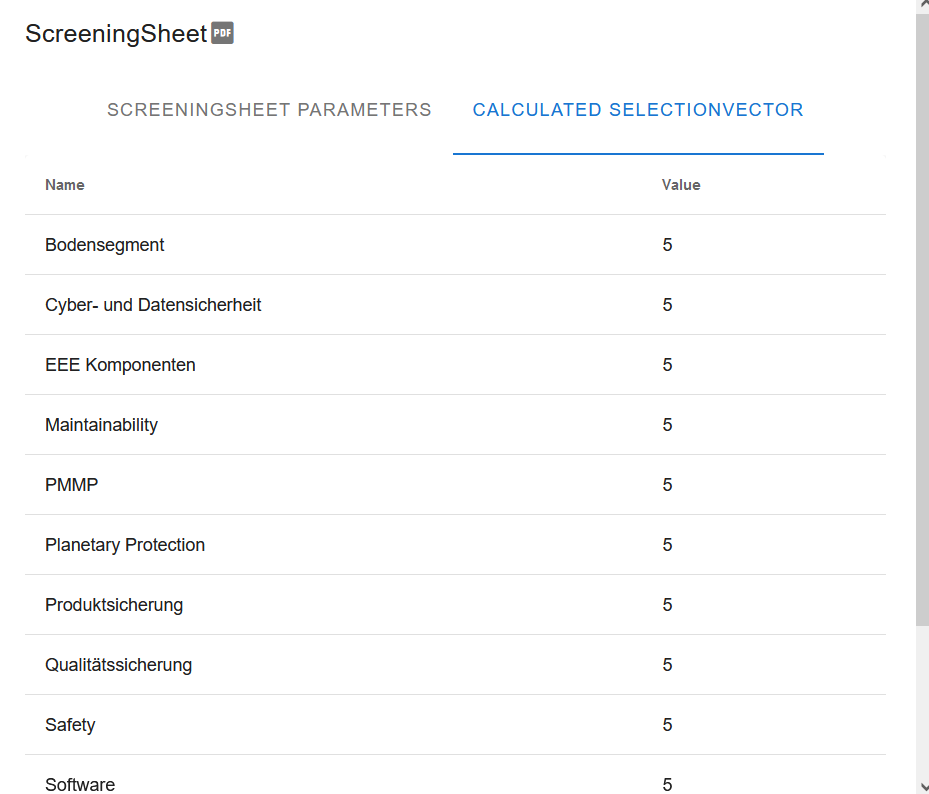 ScreeningSheet PDF
SCREENINGSHEET PARAMETERS CALCULATED SELECTIONVECTOR
Name Value
Bodensegment 5
Cyber- und Datensicherheit 5
EEE Komponenten 5
Maintainability 5
PMMP 5
Planetary Protection 5
Produktsicherung 5
Qualitätssicherung 5
Safety 5
Software 5